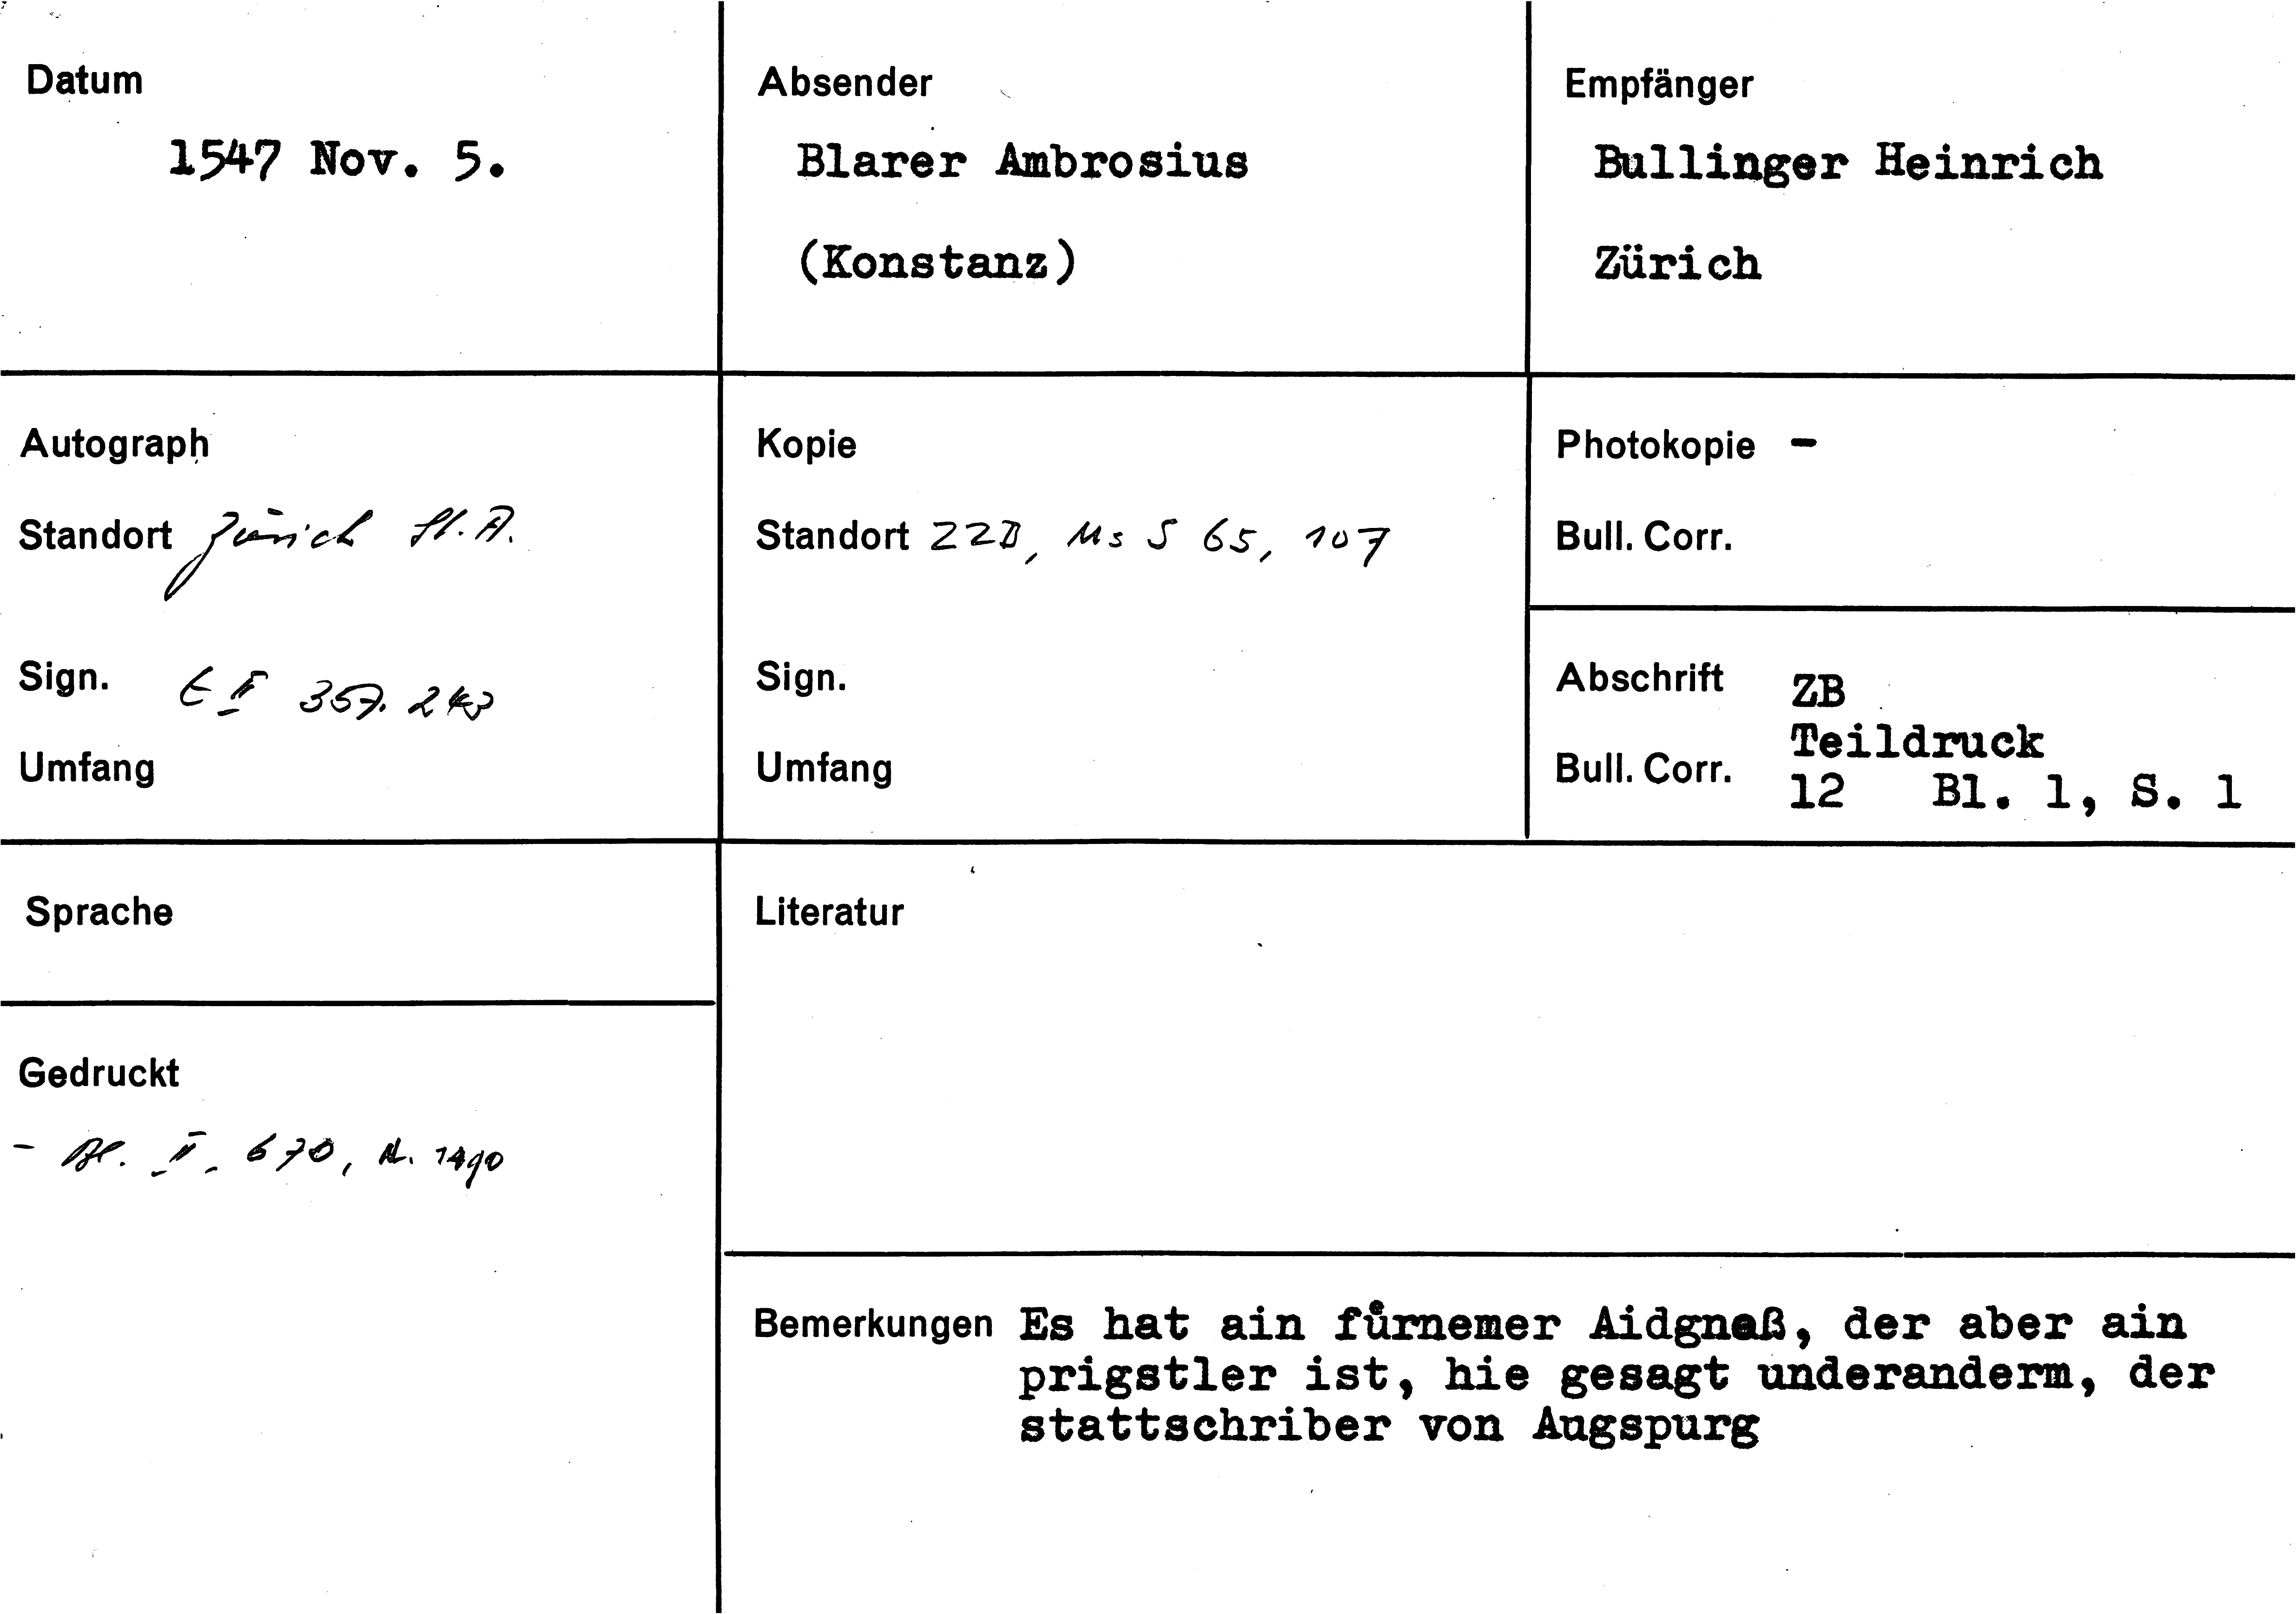 Datum
1547 Nov. 5.
Absender
Blarer Ambrosius
(Konstanz)
Empfänger
Bullinger Heinrich
Zürich
Autograph
Standort Zürich St. A.
Sign. E II 357. 243
Umfang
Kopie
Standort ZZB, Ms S 65, 107
Sign.
Umfang
Photokopie -
Bull. Corr.
Abschrift ZB
Teildruck
Bull. Corr. 12 Bl. 1, S. 1
Sprache
Gedruckt
- Bl. II. 670, N. 1490
Literatur
Bemerkungen Es hat ain fůrnemer Aidgneß, der aber ain
prigstler ist, hie gesagt underanderm, der
stattschriber von Augspurg